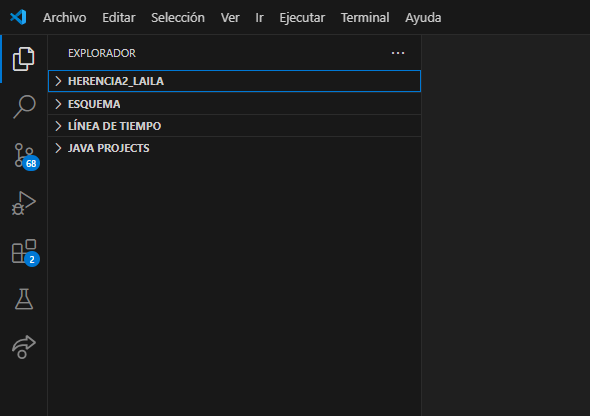 Archivo Editar Selección Ver Ir Ejecutar Terminal Ayuda
EXPLORADOR ...
HERENCIA2_LAILA
ESQUEMA
LÍNEA DE TIEMPO
JAVA PROJECTS
68
2